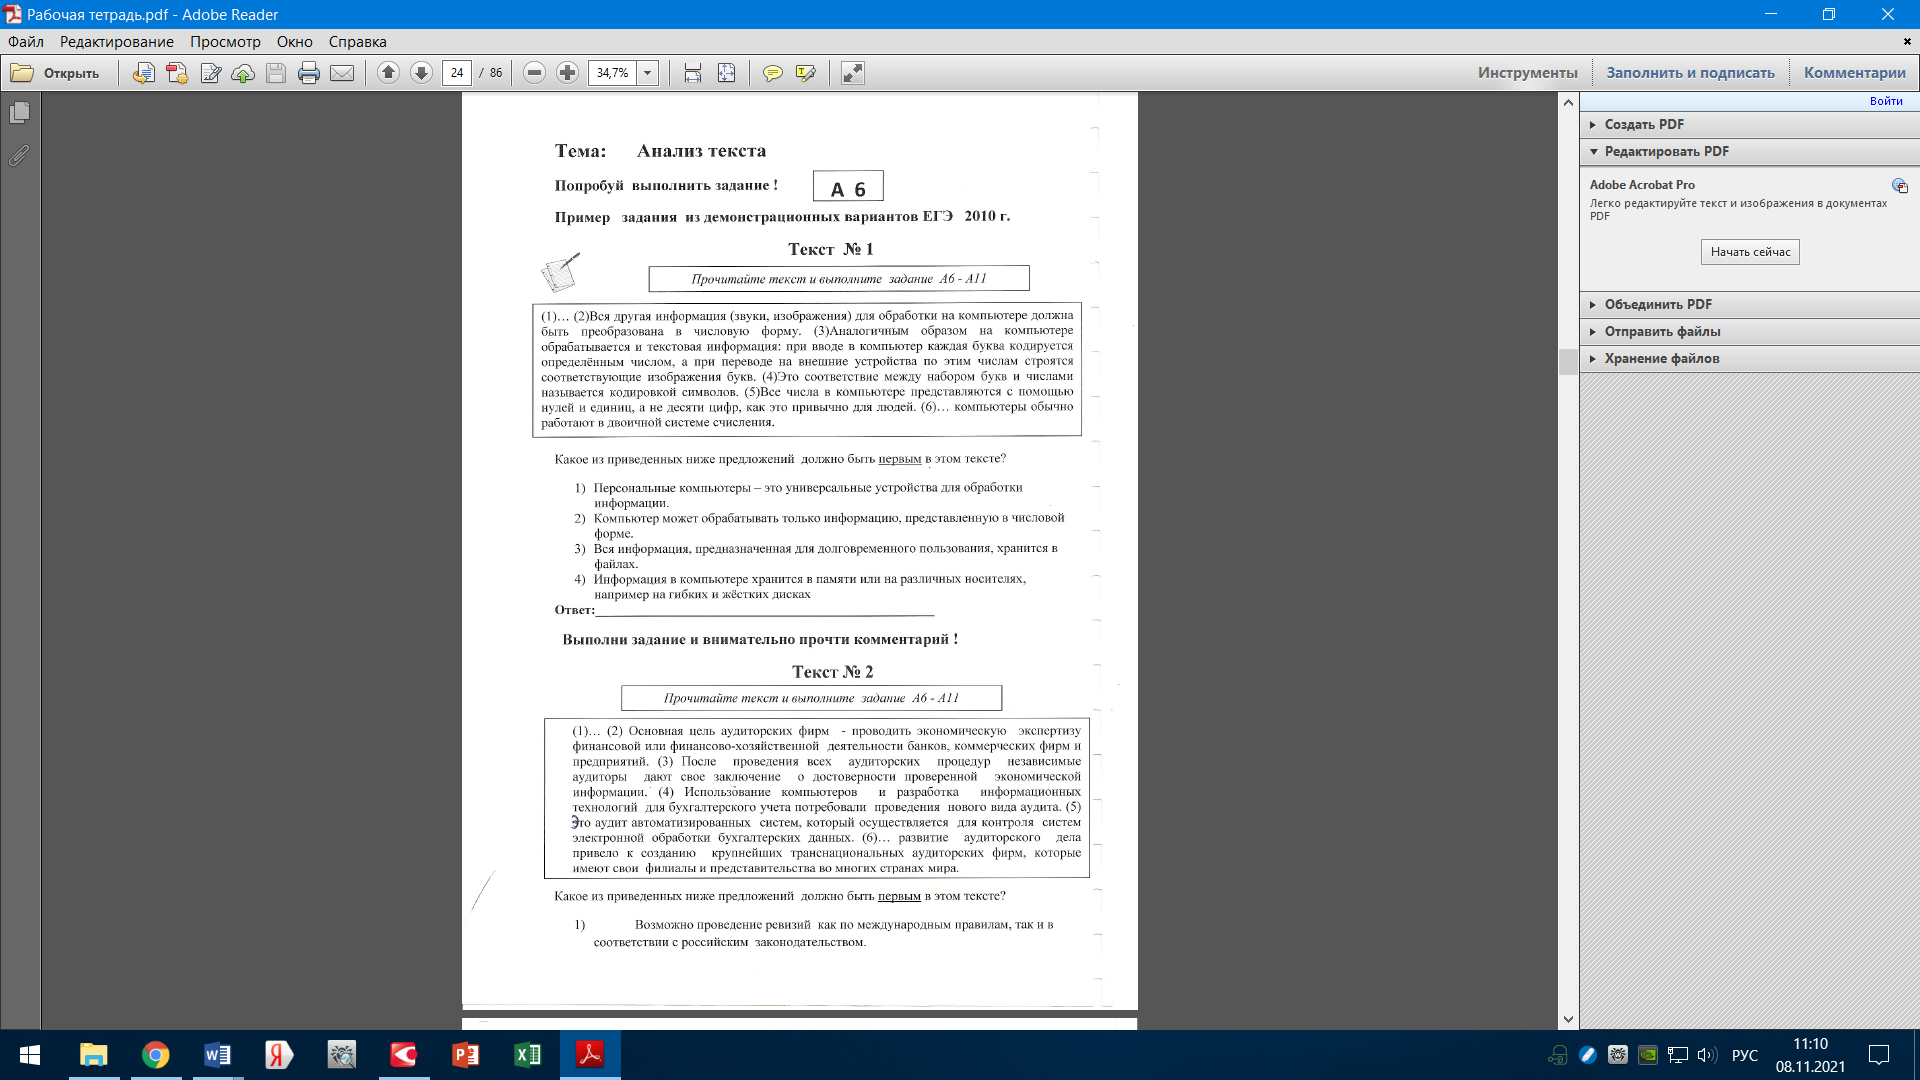 Рабочая тетрадь.pdf - Adobe Reader
Файл Редактирование Просмотр Окно Справка
Открыть 24 / 86 34,7% Инструменты Заполнить и подписать Комментарии
Войти
Создать PDF
Редактировать PDF
Adobe Acrobat Pro
Легко редактируйте текст и изображения в документах
PDF
Начать сейчас
Объединить PDF
Отправить файлы
Хранение файлов
Тема: Анализ текста
Попробуй выполнить задание ! А 6
Пример задания из демонстрационных вариантов ЕГЭ 2010 г.
Текст № 1
Прочитайте текст и выполните задание А6 - А11
(1)… (2)Вся другая информация (звуки, изображения) для обработки на компьютере должна
быть преобразована в числовую форму. (3)Аналогичным образом на компьютере
обрабатывается и текстовая информация: при вводе в компьютер каждая буква кодируется
определённым числом, а при переводе на внешние устройства по этим числам строятся
соответствующие изображения букв. (4)Это соответствие между набором букв и числами
называется кодировкой символов. (5)Все числа в компьютере представляются с помощью
нулей и единиц, а не десяти цифр, как это привычно для людей. (6)… компьютеры обычно
работают в двоичной системе счисления.
Какое из приведенных ниже предложений должно быть первым в этом тексте?
1) Персональные компьютеры – это универсальные устройства для обработки
информации.
2) Компьютер может обрабатывать только информацию, представленную в числовой
форме.
3) Вся информация, предназначенная для долговременного пользования, хранится в
файлах.
4) Информация в компьютере хранится в памяти или на различных носителях,
например на гибких и жёстких дисках
Ответ:
Выполни задание и внимательно прочти комментарий !
Текст № 2
Прочитайте текст и выполните задание А6 - А11
(1)… (2) Основная цель аудиторских фирм - проводить экономическую экспертизу
финансовой или финансово-хозяйственной деятельности банков, коммерческих фирм и
предприятий. (3) После проведения всех аудиторских процедур независимые
аудиторы дают свое заключение о достоверности проверенной экономической
информации. (4) Использование компьютеров и разработка информационных
технологий для бухгалтерского учета потребовали проведения нового вида аудита. (5)
Это аудит автоматизированных систем, который осуществляется для контроля систем
электронной обработки бухгалтерских данных. (6)… развитие аудиторского дела
привело к созданию крупнейших транснациональных аудиторских фирм, которые
имеют свои филиалы и представительства во многих странах мира.
Какое из приведенных ниже предложений должно быть первым в этом тексте?
1) Возможно проведение ревизий как по международным правилам, так и в
соответствии с российским законодательством.
РУС
11:10
08.11.2021